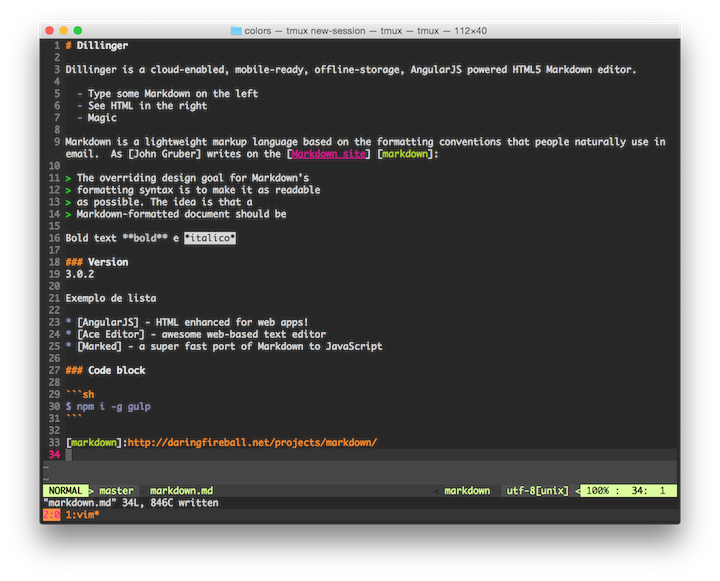 colors — tmux new-session — tmux — tmux — 112×40
1 # Dillinger
2
3 Dillinger is a cloud-enabled, mobile-ready, offline-storage, AngularJS powered HTML5 Markdown editor.
4
5 - Type some Markdown on the left
6 - See HTML in the right
7 - Magic
8
9 Markdown is a lightweight markup language based on the formatting conventions that people naturally use in
email. As [John Gruber] writes on the [Markdown site] [markdown]:
10
11 > The overriding design goal for Markdown's
12 > formatting syntax is to make it as readable
13 > as possible. The idea is that a
14 > Markdown-formatted document should be
15
16 Bold text **bold** e *italico*
17
18 ### Version
19 3.0.2
20
21 Exemplo de lista
22
23 * [AngularJS] - HTML enhanced for web apps!
24 * [Ace Editor] - awesome web-based text editor
25 * [Marked] - a super fast port of Markdown to JavaScript
26
27 ### Code block
28
29 ```sh
30 $ npm i -g gulp
31 ```
32
33 [markdown]:http://daringfireball.net/projects/markdown/
34
~
~
NORMAL > master markdown.md < markdown utf-8[unix] < 100% : 34: 1
"markdown.md" 34L, 846C written
2:0 1:vim*